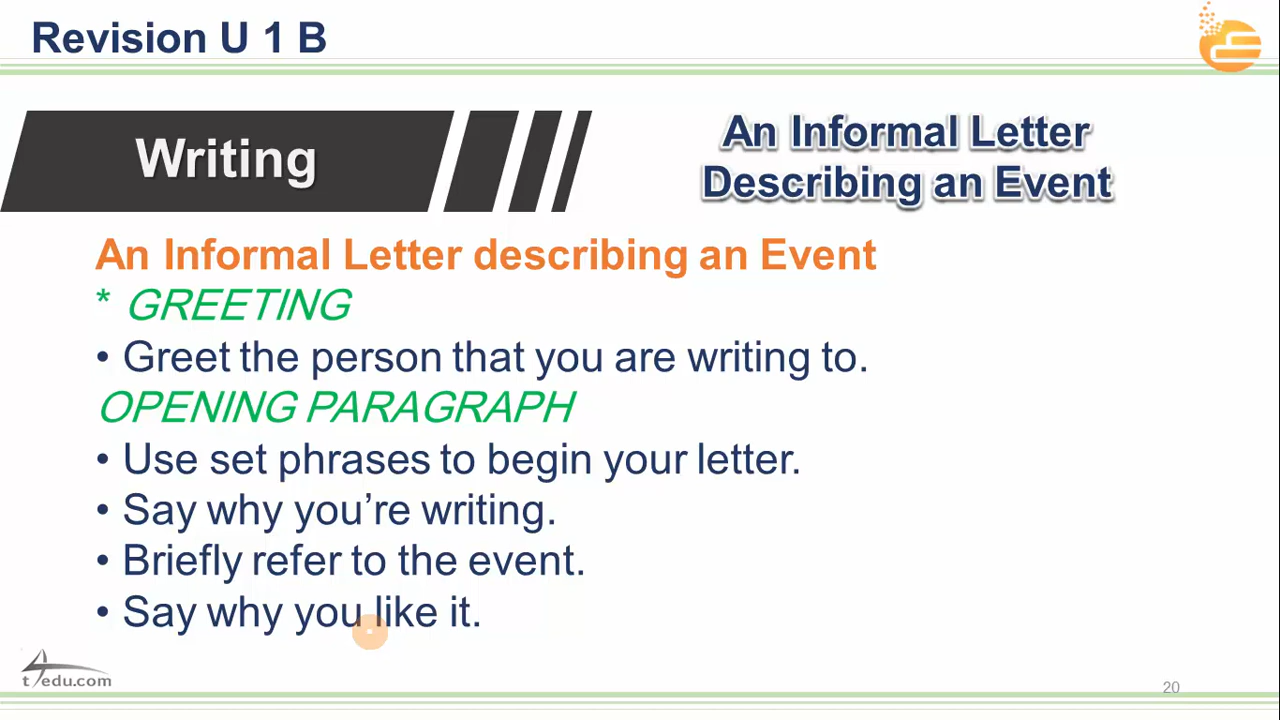 Revision U 1 B
Writing
An Informal Letter
Describing an Event
An Informal Letter describing an Event
* GREETING
• Greet the person that you are writing to.
OPENING PARAGRAPH
• Use set phrases to begin your letter.
• Say why you’re writing.
• Briefly refer to the event.
• Say why you like it.
t4edu.com
20